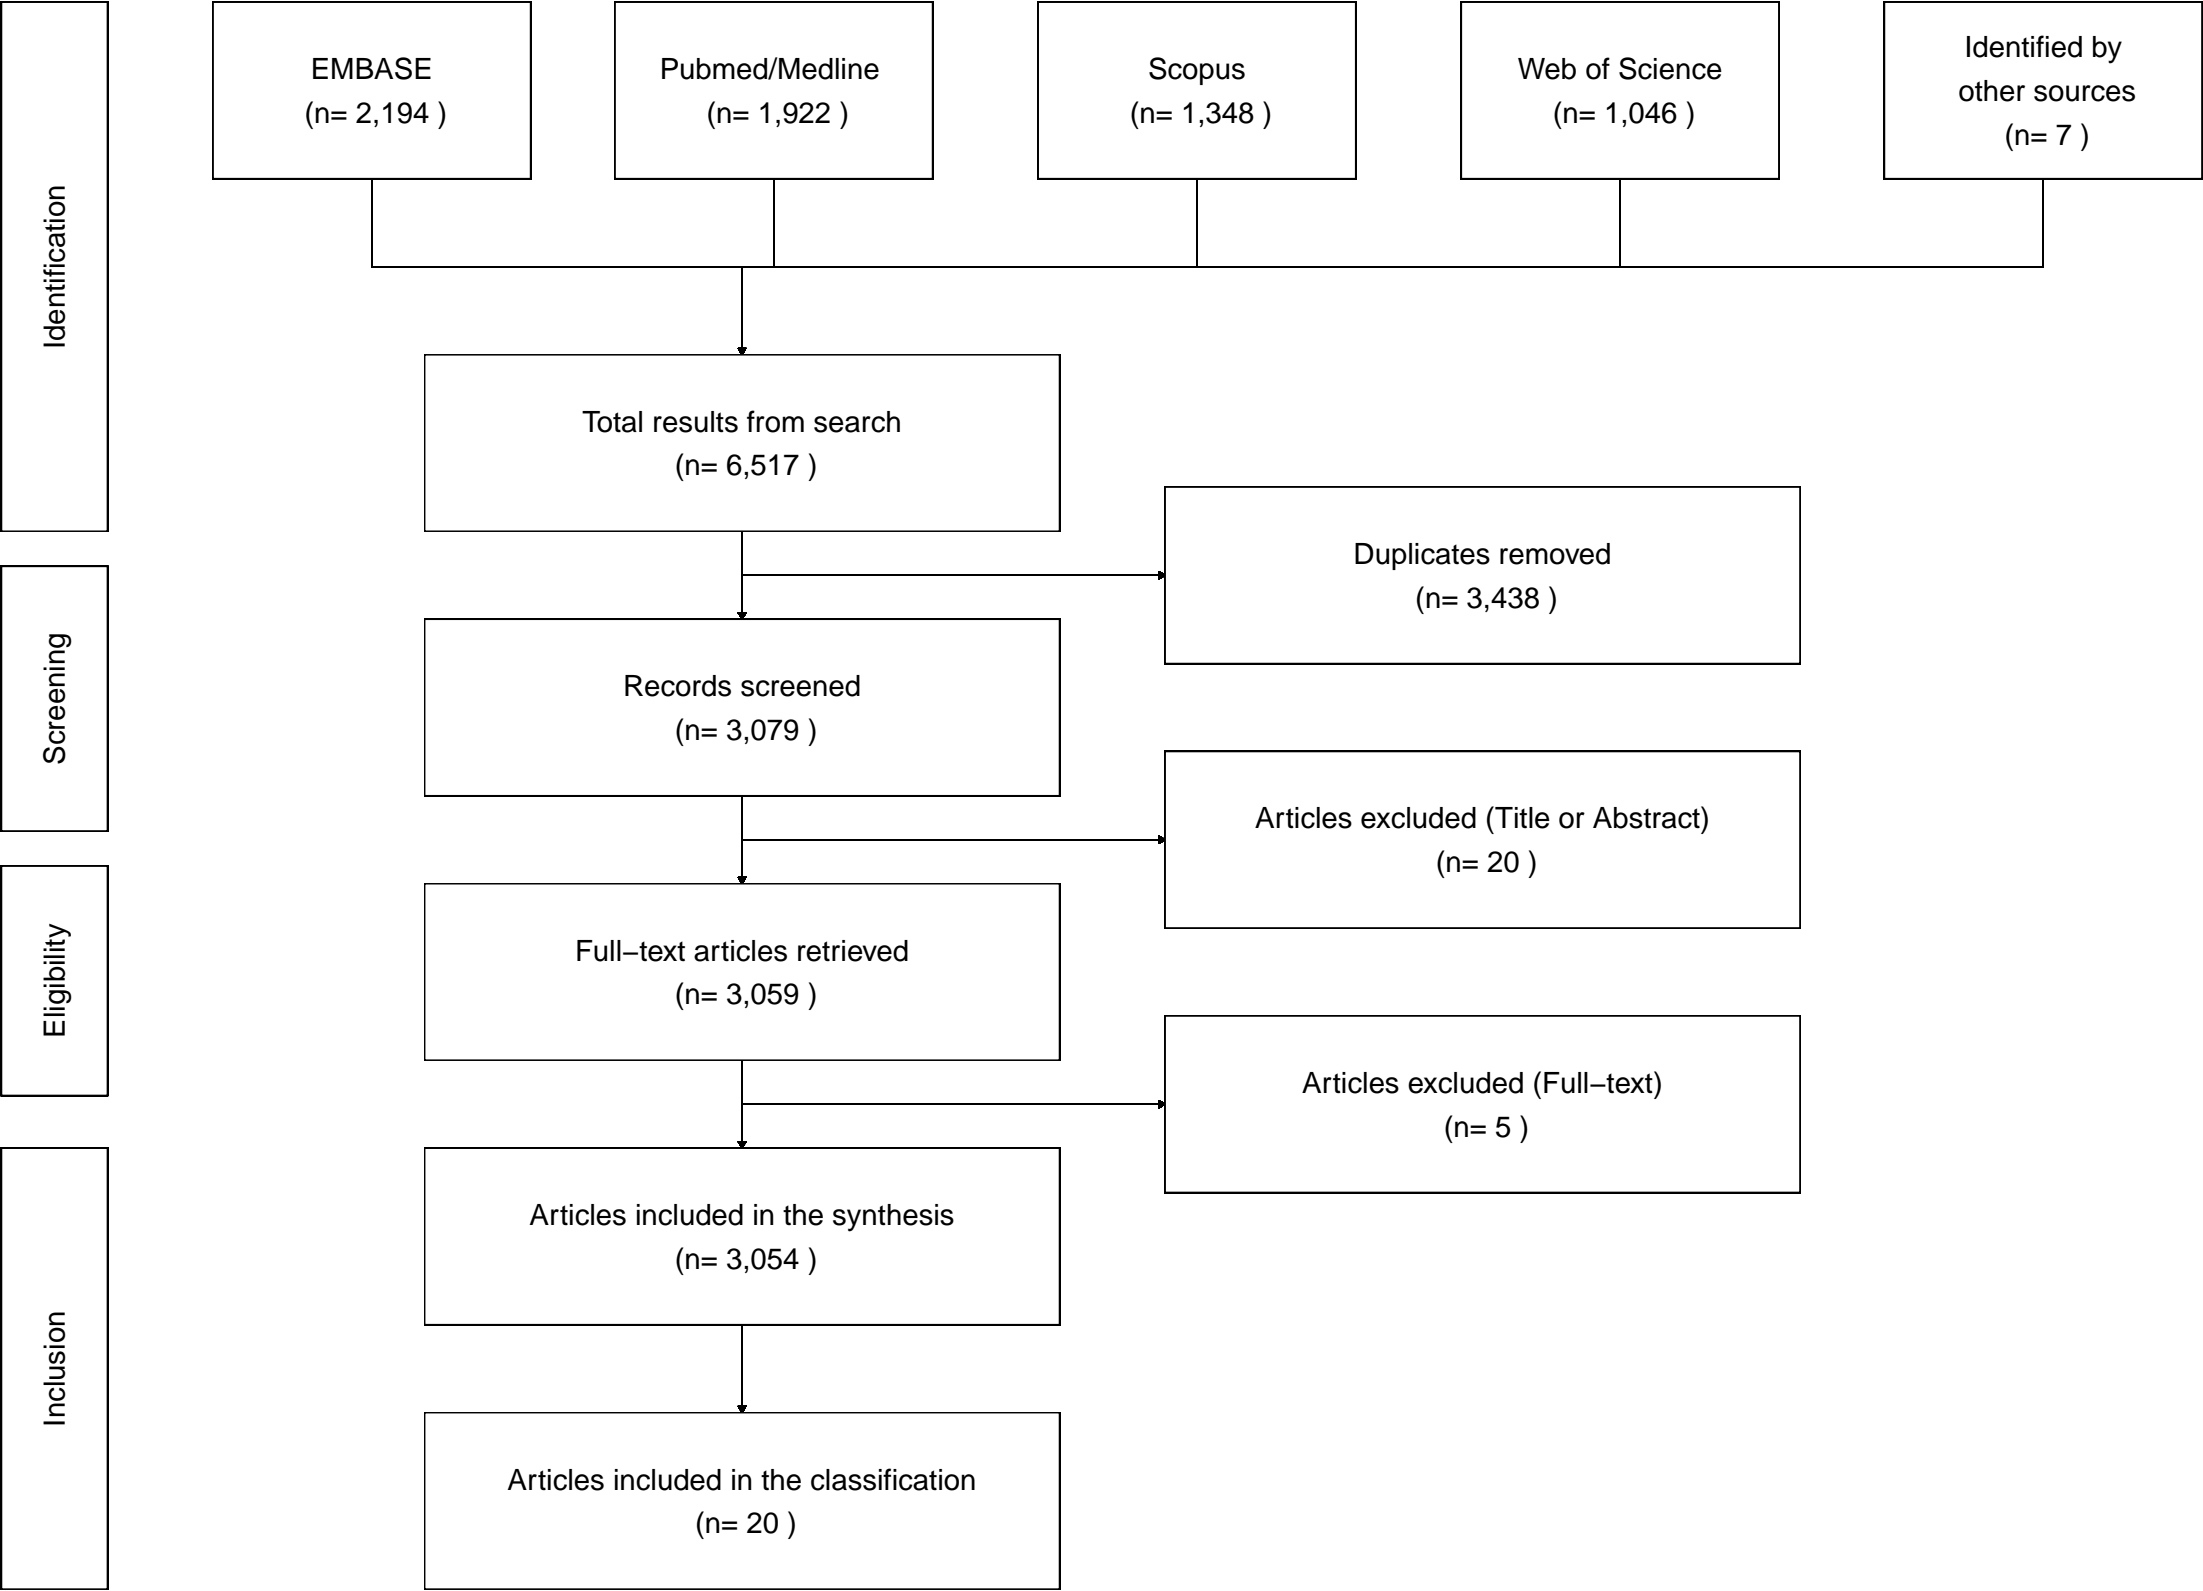 Identification
EMBASE
(n= 2,194 )
Pubmed/Medline
(n= 1,922 )
Scopus
(n= 1,348 )
Web of Science
(n= 1,046 )
Identified by
other sources
(n= 7 )
Total results from search
(n= 6,517 )
Duplicates removed
(n= 3,438 )
Screening
Records screened
(n= 3,079 )
Articles excluded (Title or Abstract)
(n= 20 )
Eligibility
Full−text articles retrieved
(n= 3,059 )
Articles excluded (Full−text)
(n= 5 )
Inclusion
Articles included in the synthesis
(n= 3,054 )
Articles included in the classification
(n= 20 )